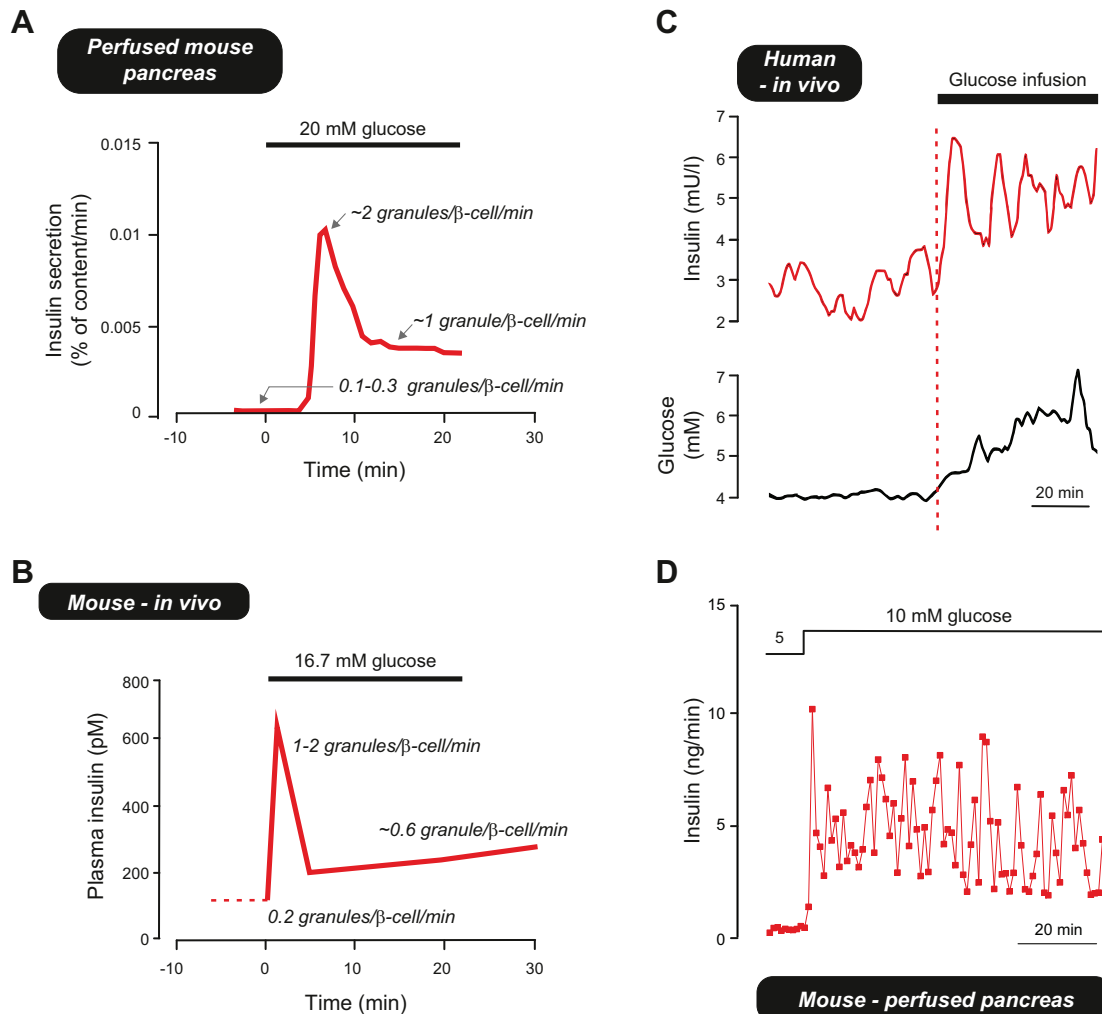 A
Perfused mouse
pancreas
20 mM glucose
0.015
0.01
0.005
0
Insulin secretion
(% of content/min)
~2 granules/β-cell/min
~1 granule/β-cell/min
0.1-0.3 granules/β-cell/min
-10 0 10 20 30
Time (min)
B
Mouse - in vivo
16.7 mM glucose
800
600
400
200
0
Plasma insulin (pM)
1-2 granules/β-cell/min
~0.6 granule/β-cell/min
0.2 granules/β-cell/min
-10 0 10 20 30
Time (min)
C
Human
- in vivo
Glucose infusion
7
6
5
4
3
2
Insulin (mU/l)
7
6
5
4
Glucose
(mM)
20 min
D
15
10
5
0
Insulin (ng/min)
5
10 mM glucose
20 min
Mouse - perfused pancreas